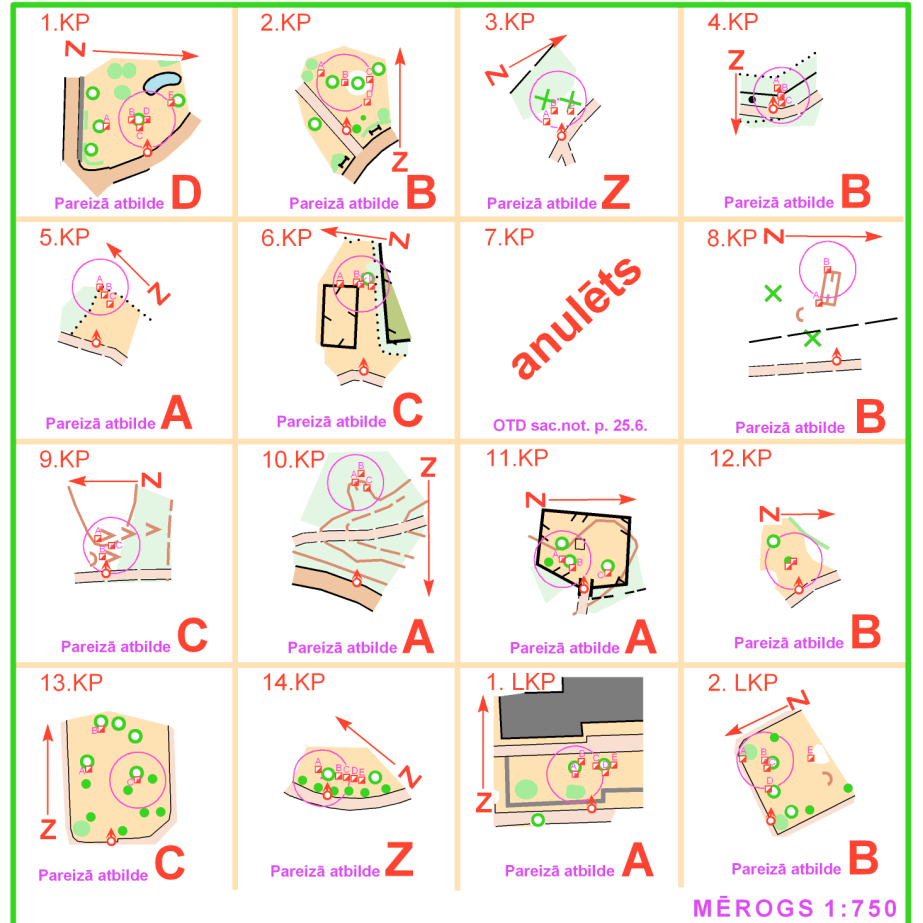 1.KP
Z
A
B
D
C
E
Pareizā atbilde D
2.KP
A
B
C
D
Z
Pareizā atbilde B
3.KP
Z
A
B
Pareizā atbilde Z
4.KP
Z
A
B
C
Pareizā atbilde B
5.KP
A
B
C
Z
Pareizā atbilde A
6.KP
Z
A
B
Pareizā atbilde C
7.KP
anulēts
OTD sac.not. p. 25.6.
8.KP
Z
B
A
Pareizā atbilde B
9.KP
Z
A
C
B
Pareizā atbilde C
10.KP
Z
B
A
C
Pareizā atbilde A
11.KP
Z
A
B
C
Pareizā atbilde A
12.KP
Z
Pareizā atbilde B
13.KP
B
A
C
Z
Pareizā atbilde C
14.KP
A
B
C
D
E
Z
Pareizā atbilde Z
1. LKP
Z
A
B
C
D
E
Pareizā atbilde A
2. LKP
Z
A
B
C
D
E
Pareizā atbilde B
MĒROGS 1:750